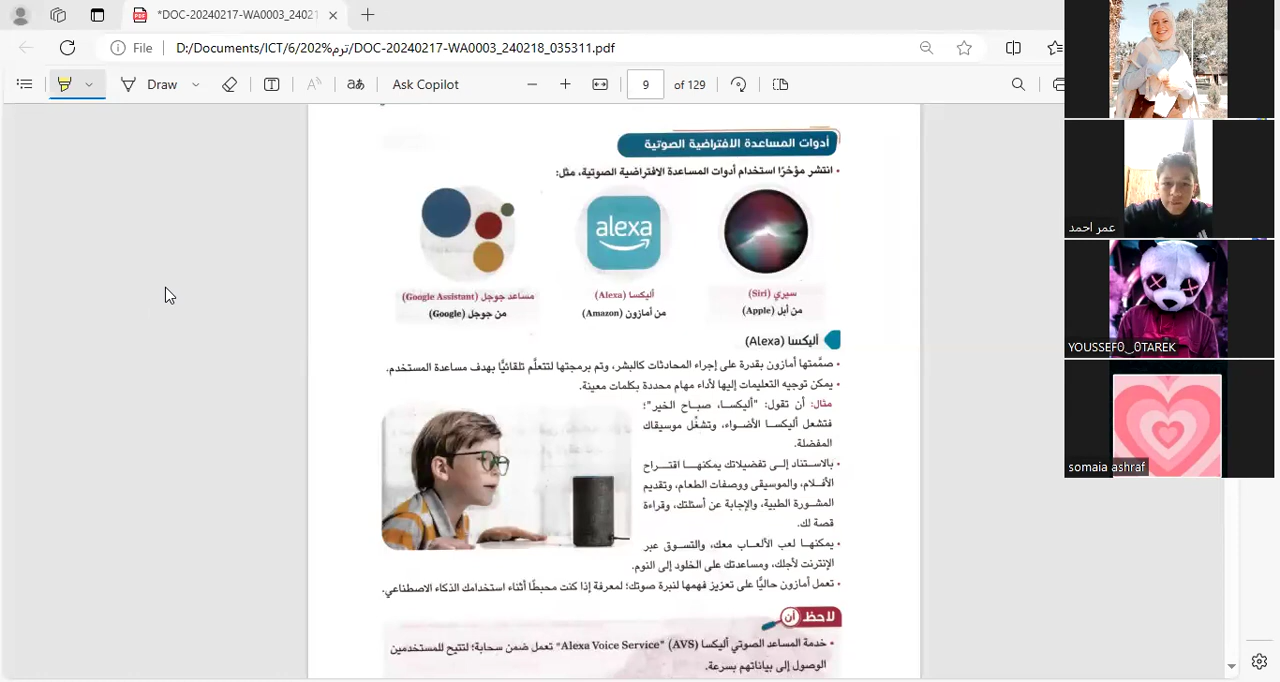 *DOC-20240217-WA0003_24021
File
D:/Documents/ICT/6/202%ترم/DOC-20240217-WA0003_240218_035311.pdf
Draw
aあ
Ask Copilot
9 of 129
أدوات المساعدة الافتراضية الصوتية
• انتشر مؤخرًا استخدام أدوات المساعدة الافتراضية الصوتية، مثل:
alexa
سيري (Siri)
من أبل (Apple)
أليكسا (Alexa)
من أمازون (Amazon)
مساعد جوجل (Google Assistant)
من جوجل (Google)
أليكسا (Alexa)
• صمَّمتها أمازون بقدرة على إجراء المحادثات كالبشر، وتم برمجتها لتتعلَّم تلقائيًّا بهدف مساعدة المستخدم.
• يمكن توجيه التعليمات إليها لأداء مهام محددة بكلمات معينة.
مثال: أن تقول: "أليكسا، صباح الخير"؛
فتشعل أليكسا الأضواء، وتشغِّل موسيقاك
المفضلة.
• بالاستناد إلى تفضيلاتك يمكنها اقتراح
الأفلام، والموسيقى ووصفات الطعام، وتقديم
المشورة الطبية، والإجابة عن أسئلتك، وقراءة
قصة لك.
• يمكنها لعب الألعاب معك، والتسوق عبر
الإنترنت لأجلك، ومساعدتك على الخلود إلى النوم.
• تعمل أمازون حاليًّا على تعزيز فهمها لنبرة صوتك؛ لمعرفة إذا كنت محبطًا أثناء استخدامك الذكاء الاصطناعي.
لاحظ أن
• خدمة المساعد الصوتي أليكسا (AVS) "Alexa Voice Service" تعمل ضمن سحابة؛ لتتيح للمستخدمين
الوصول إلى بياناتهم بسرعة.
عمر احمد
YOUSSEF0_0TAREK
somaia ashraf